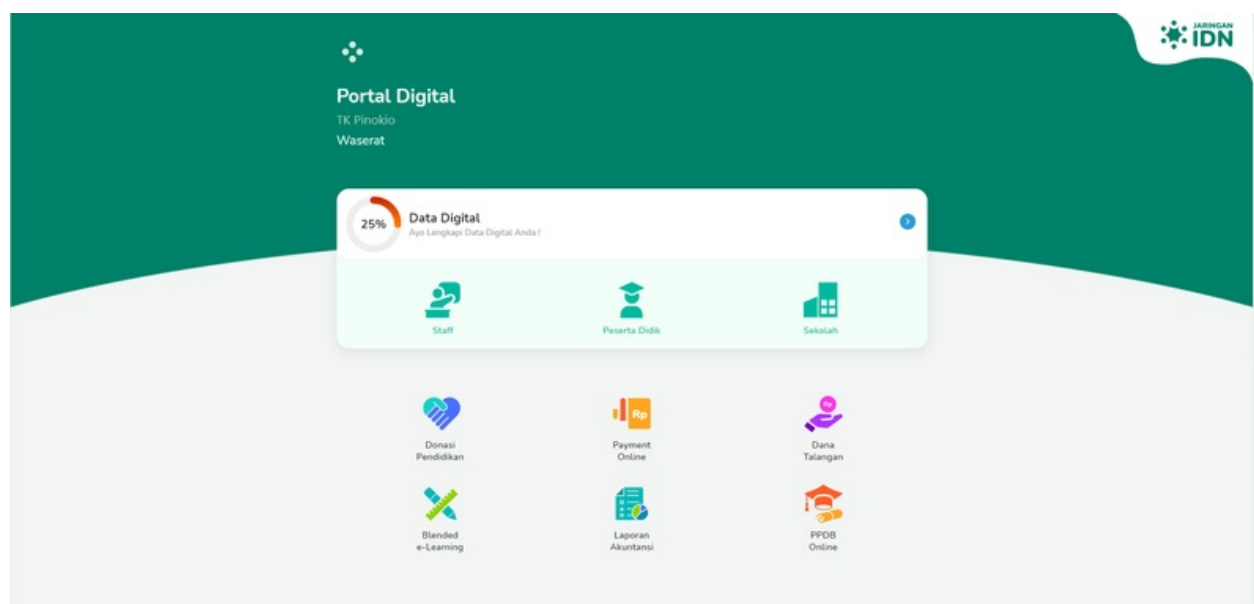 JARINGAN
IDN
Portal Digital
TK Pinokio
Waserat
25%
Data Digital
Ayo Lengkapi Data Digital Anda !
Staff
Peserta Didik
Sekolah
Donasi
Pendidikan
Rp
Payment
Online
Rp
Dana
Talangan
Blended
e-Learning
Laporan
Akuntansi
PPDB
Online